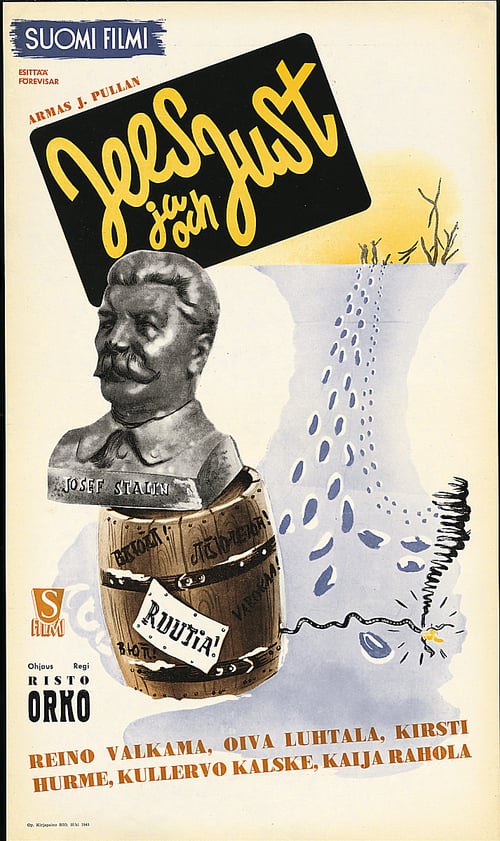 SUOMI FILMI
ESITTÄÄ
FÖREVISAR
ARMAS J. PULLAN
Jees Just
ja
och
JOSEF STALIN
RUUTIA!
S
FILMI
Ohjaus Regi
RISTO
ORKO
REINO VALKAMA, OIVA LUHTALA, KIRSTI
HURME, KULLERVO KALSKE, KAIJA RAHOLA